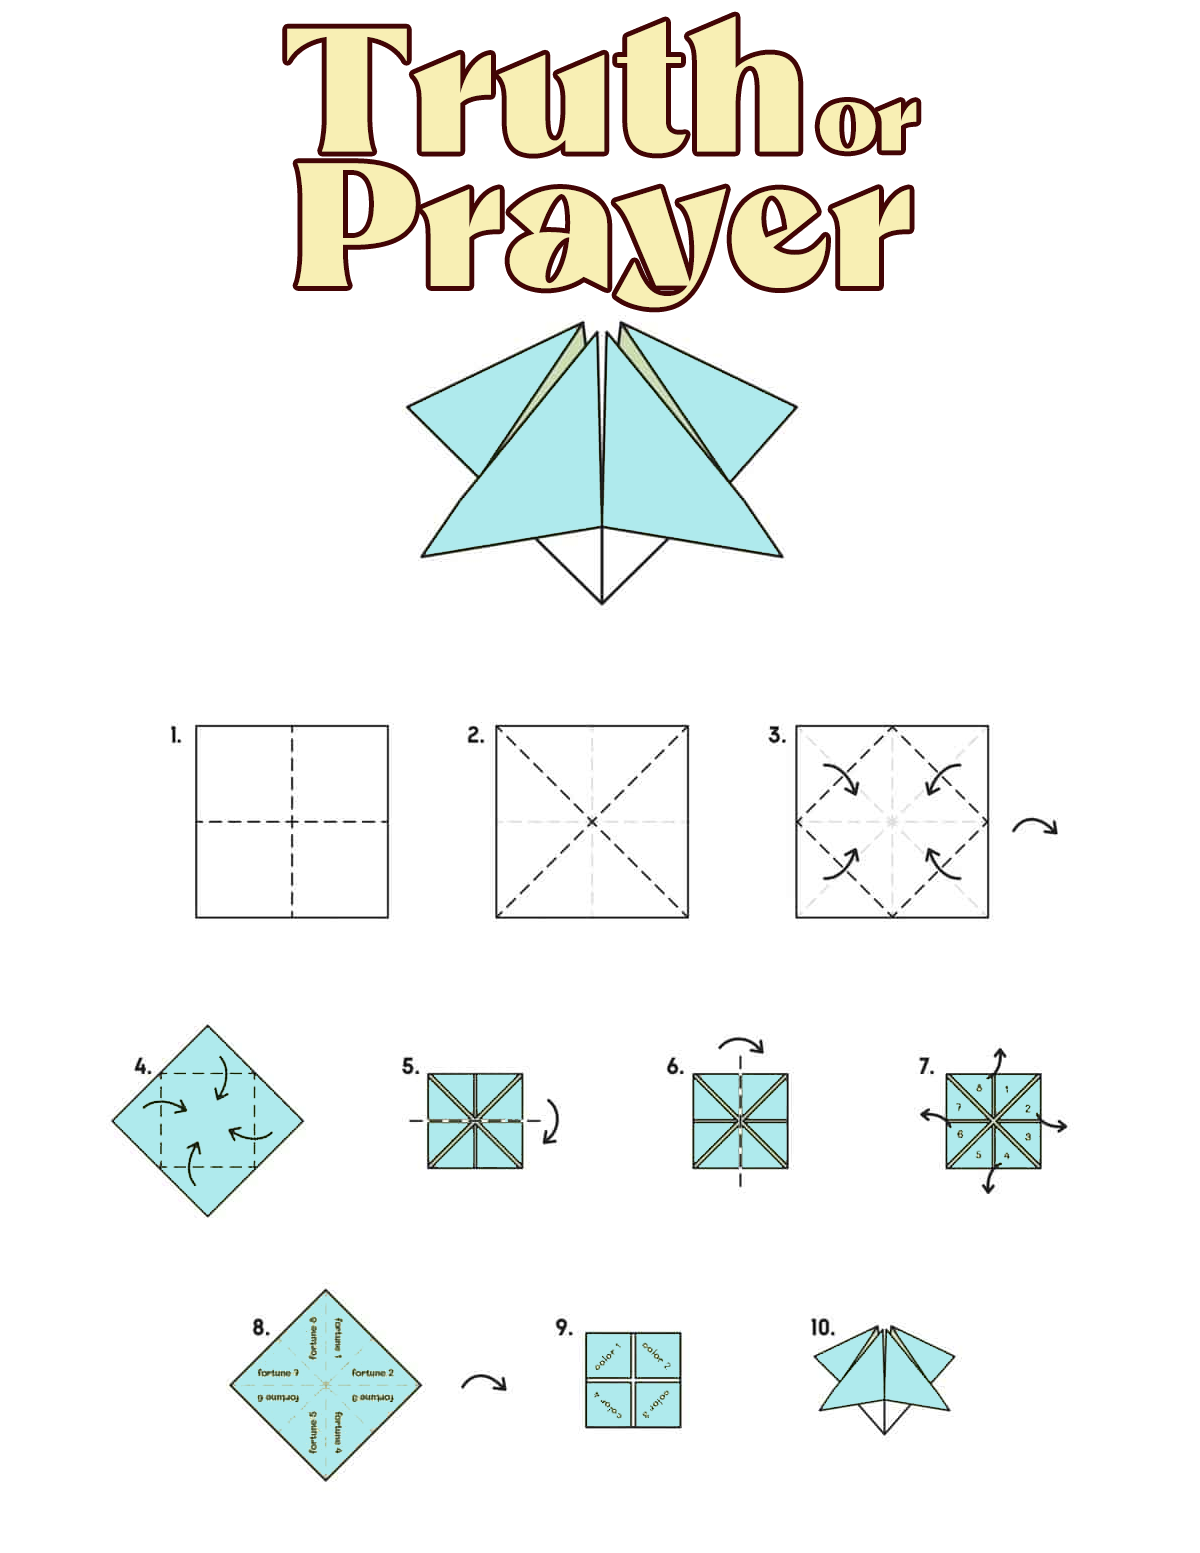 Truth or
Prayer
1.
2.
3.
4.
5.
6.
7.
8
1
7
2
6
3
5
4
8.
fortune 8
fortune 1
fortune 7
fortune 2
fortune 6
fortune 3
fortune 5
fortune 4
9.
color 1
color 2
color 4
color 3
10.